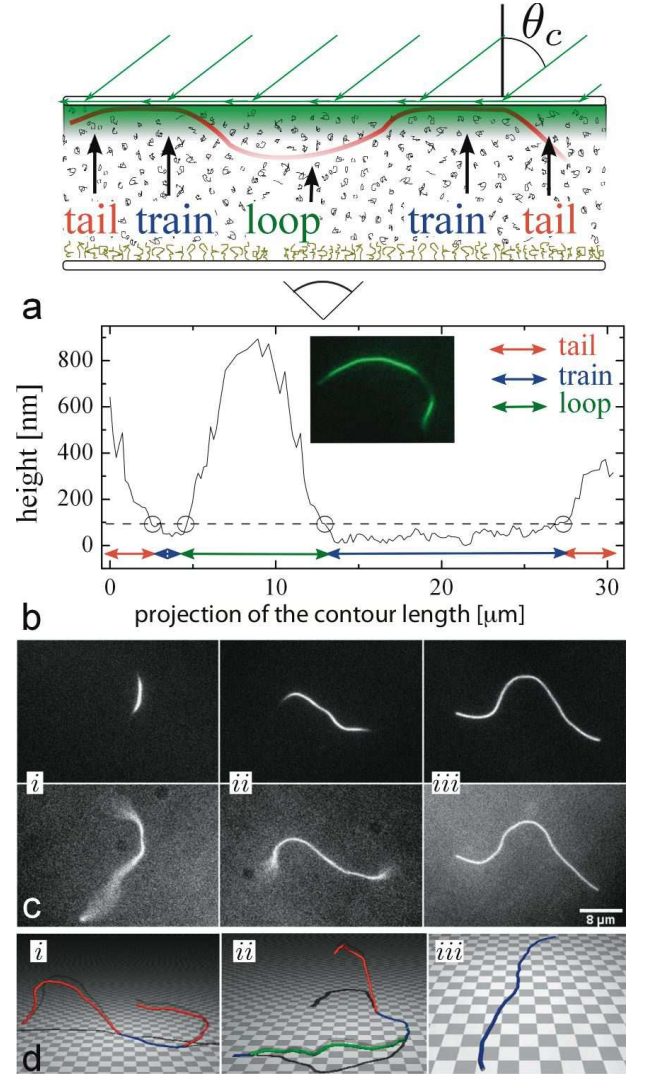 θc
tail train loop train tail
a
800
600
400
200
0
height [nm]
tail
train
loop
0 10 20 30
projection of the contour length [μm]
b
i ii iii
c
8 μm
i ii iii
d